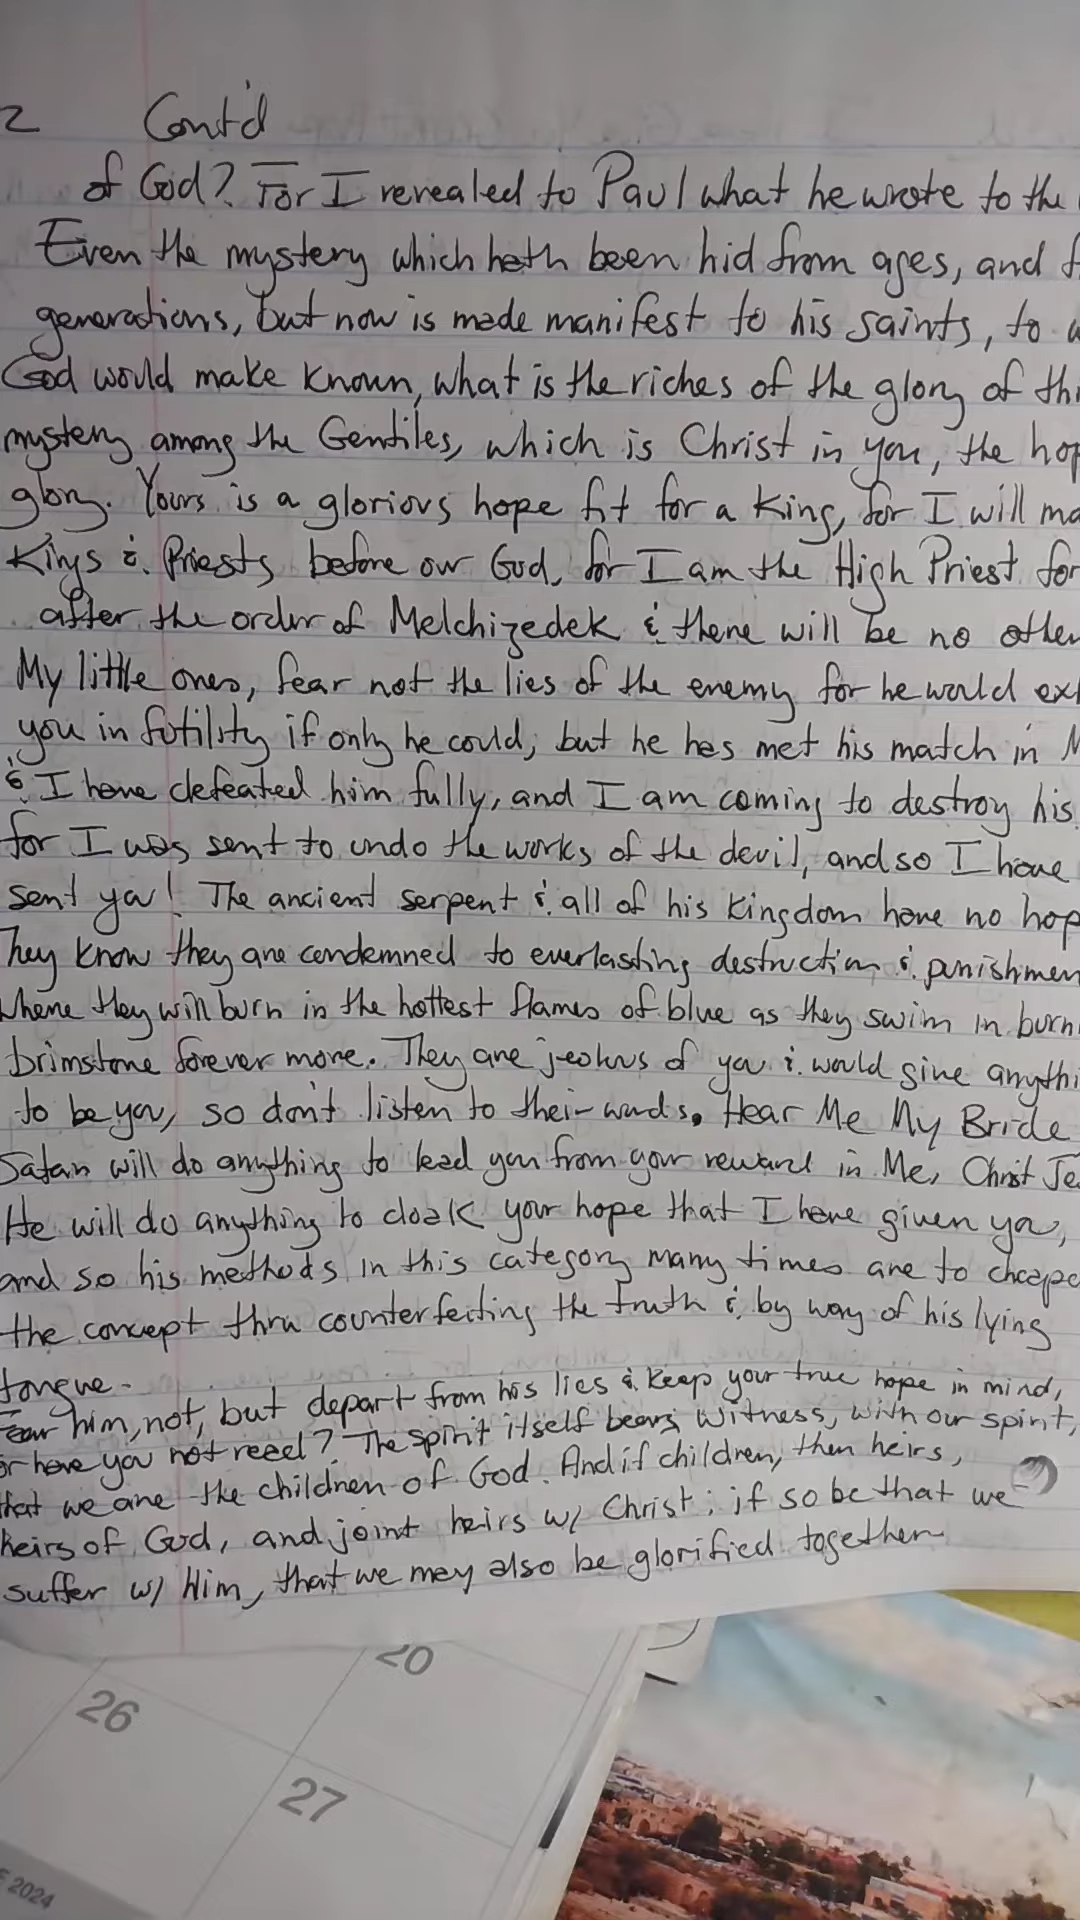 2 Cont'd
of God? For I revealed to Paul what he wrote to the
Even the mystery which hath been hid from ages, and f
generations, but now is made manifest to his saints, to w
God would make known, what is the riches of the glory of thi
mystery among the Gentiles, which is Christ in you, the hop
glory. Yours is a glorious hope fit for a King, for I will ma
Kings & Priests before our God, for I am the High Priest for
after the order of Melchizedek & there will be no other
My little ones, fear not the lies of the enemy for he would ext
you in futility if only he could, but he has met his match in M
& I have defeated him fully, and I am coming to destroy his
for I was sent to undo the works of the devil, and so I have
sent you! The ancient serpent & all of his Kingdom have no hop
They know they are condemned to everlasting destruction & punishmen
where they will burn in the hottest flames of blue as they swim in burni
brimstone forever more. They are jealous of you & would give anythi
to be you, so don't listen to their words. Hear Me My Bride
Satan will do anything to lead you from your reward in Me, Christ Je
He will do anything to cloak your hope that I have given you,
and so his methods in this category many times are to cheape
the concept thru counterfeiting the truth & by way of his lying
tongue.
Fear him, not, but depart from his lies & keep your true hope in mind,
or have you not read? The spirit itself bears witness, with our spirit,
that we are the children of God. And if children, then heirs,
heirs of God, and joint heirs w/ Christ; if so be that we
suffer w/ Him, that we may also be glorified together
20
26
27
E 2024